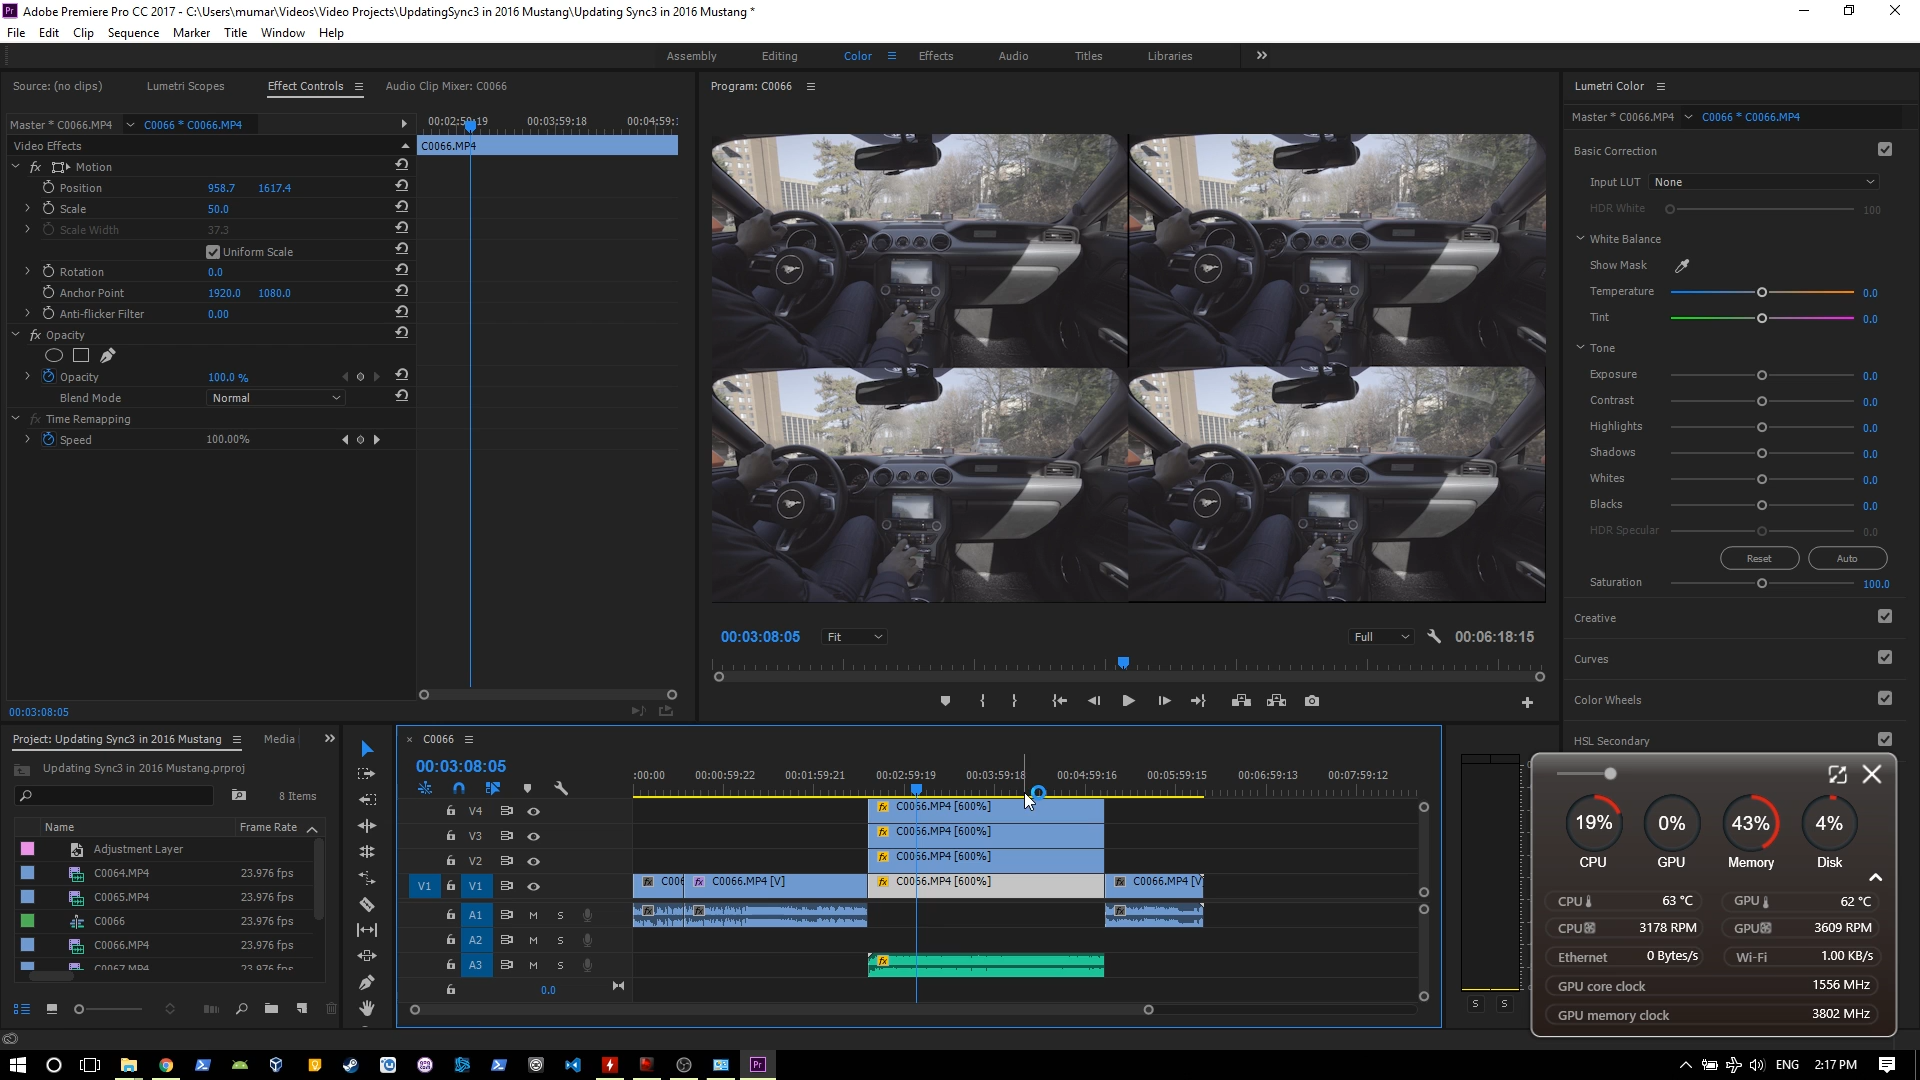 Adobe Premiere Pro CC 2017 - C:\Users\mumar\Videos\Video Projects\UpdatingSync3 in 2016 Mustang\Updating Sync3 in 2016 Mustang *
File Edit Clip Sequence Marker Title Window Help
Assembly Editing Color Effects Audio Titles Libraries
Source: (no clips) Lumetri Scopes Effect Controls Audio Clip Mixer: C0066
Program: C0066
Lumetri Color
Master * C0066.MP4 C0066 * C0066.MP4
00:02:59:19 00:03:59:18 00:04:59:1
Video Effects
C0066.MP4
fx Motion
Position 958.7 1617.4
Scale 50.0
Scale Width 37.3
Uniform Scale
Rotation 0.0
Anchor Point 1920.0 1080.0
Anti-flicker Filter 0.00
fx Opacity
Opacity 100.0 %
Blend Mode Normal
fx Time Remapping
Speed 100.00%
00:03:08:05
00:03:08:05 Fit Full 00:06:18:15
Master * C0066.MP4 C0066 * C0066.MP4
Basic Correction
Input LUT None
HDR White 100
White Balance
Show Mask
Temperature 0.0
Tint 0.0
Tone
Exposure 0.0
Contrast 0.0
Highlights 0.0
Shadows 0.0
Whites 0.0
Blacks 0.0
HDR Specular 0.0
Reset Auto
Saturation 100.0
Creative
Curves
Color Wheels
HSL Secondary
Project: Updating Sync3 in 2016 Mustang Media
Updating Sync3 in 2016 Mustang.prproj
8 Items
Name Frame Rate
Adjustment Layer
C0064.MP4 23.976 fps
C0065.MP4 23.976 fps
C0066 23.976 fps
C0066.MP4 23.976 fps
C0067.MP4 23.976 fps
C0066
00:03:08:05
:00:00 00:00:59:22 00:01:59:21 00:02:59:19 00:03:59:18 00:04:59:16 00:05:59:15 00:06:59:13 00:07:59:12
V4 fx C0066.MP4 [600%]
V3 fx C0066.MP4 [600%]
V2 fx C0066.MP4 [600%]
V1 V1 fx C006 fx C0066.MP4 [V] fx C0066.MP4 [600%] fx C0066.MP4 [V
A1 M S fx fx fx
A2 M S
A3 M S fx
0.0
S S
19% 0% 43% 4%
CPU GPU Memory Disk
CPU 63 °C GPU 62 °C
CPU 3178 RPM GPU 3609 RPM
Ethernet 0 Bytes/s Wi-Fi 1.00 KB/s
GPU core clock 1556 MHz
GPU memory clock 3802 MHz
Pr ENG 2:17 PM